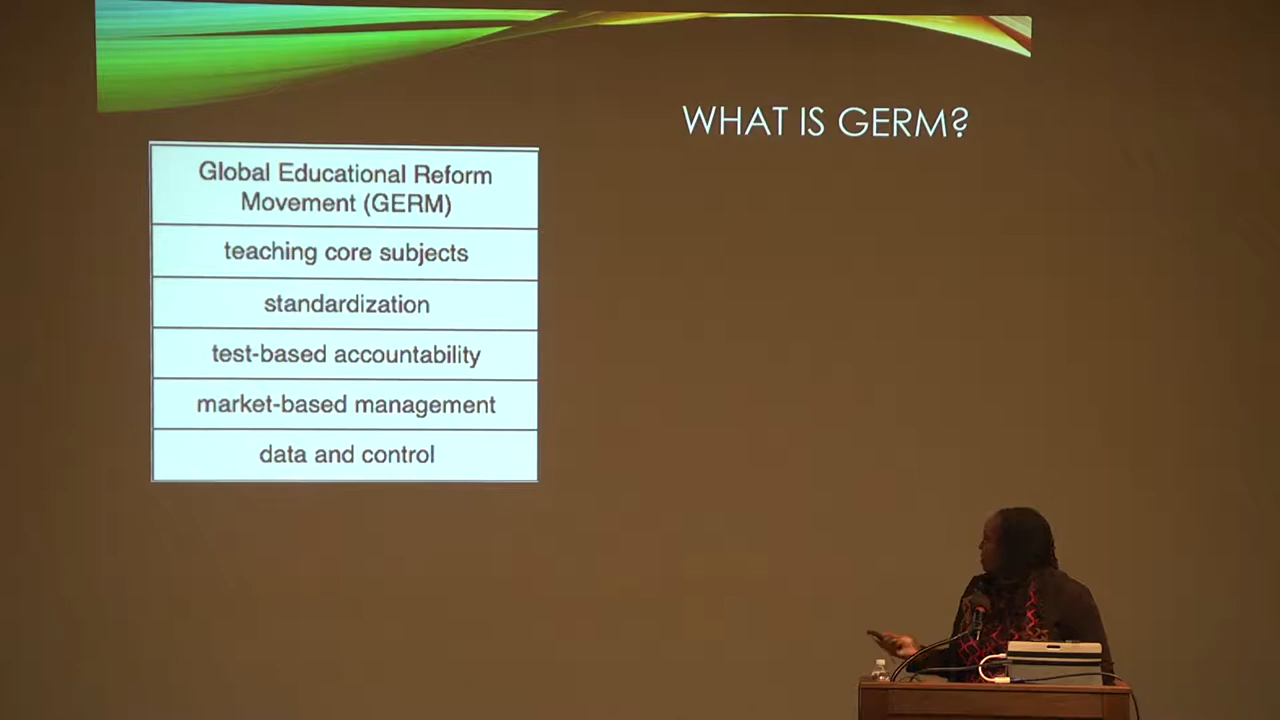 WHAT IS GERM?
Global Educational Reform
Movement (GERM)
teaching core subjects
standardization
test-based accountability
market-based management
data and control